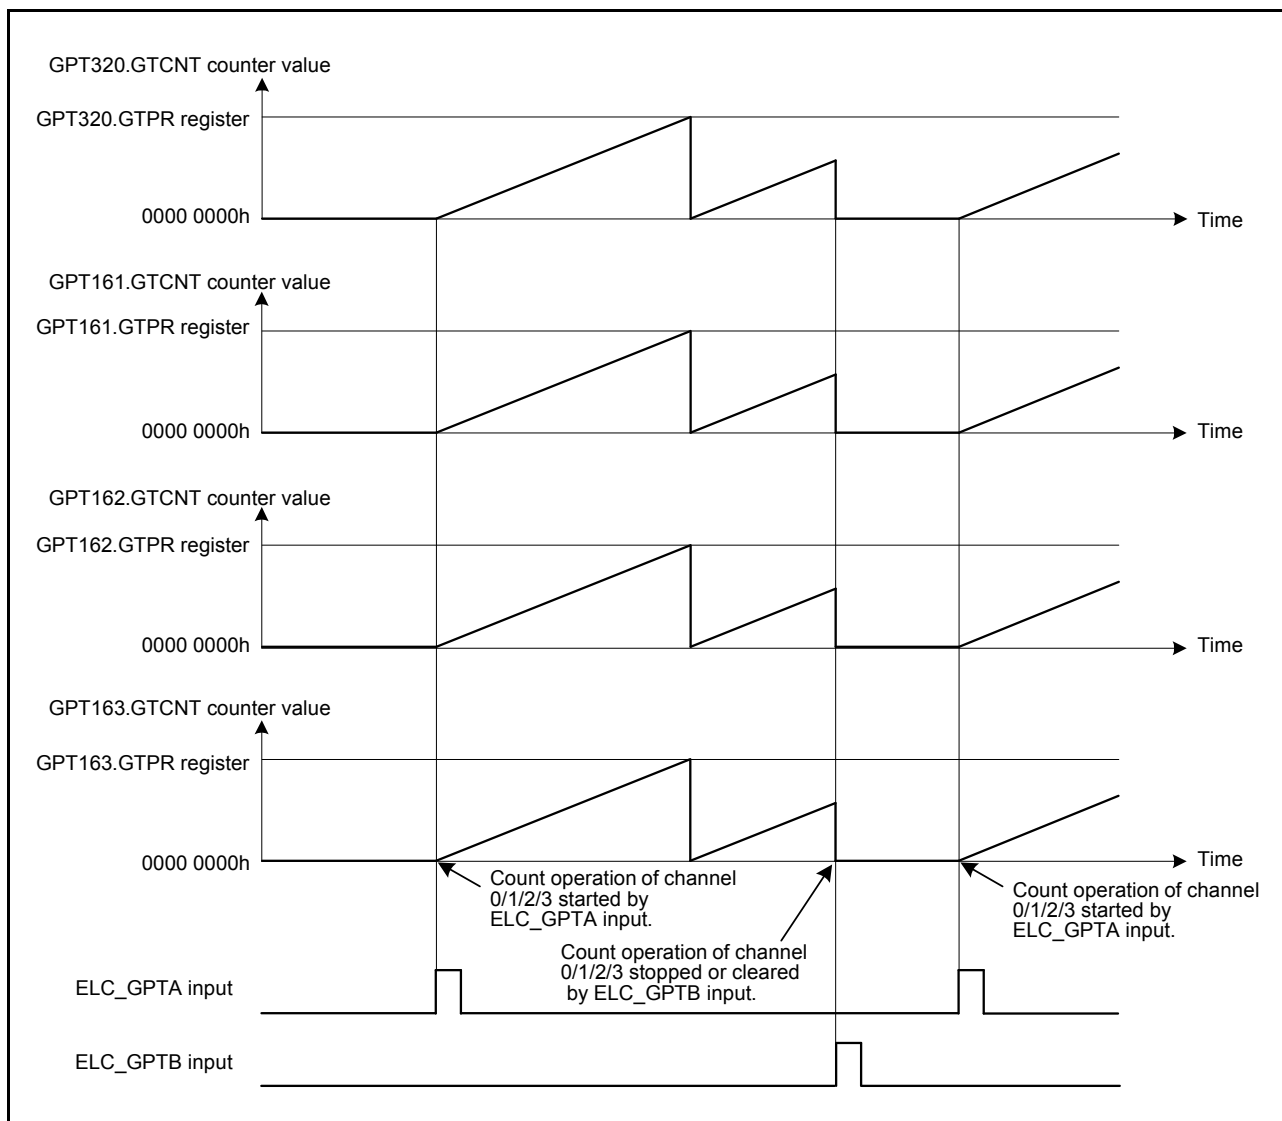 GPT320.GTCNT counter value
GPT320.GTPR register
0000 0000h
Time
GPT161.GTCNT counter value
GPT161.GTPR register
0000 0000h
Time
GPT162.GTCNT counter value
GPT162.GTPR register
0000 0000h
Time
GPT163.GTCNT counter value
GPT163.GTPR register
0000 0000h
Time
Count operation of channel
0/1/2/3 started by
ELC_GPTA input.
Count operation of channel
0/1/2/3 stopped or cleared
by ELC_GPTB input.
Count operation of channel
0/1/2/3 started by
ELC_GPTA input.
ELC_GPTA input
ELC_GPTB input